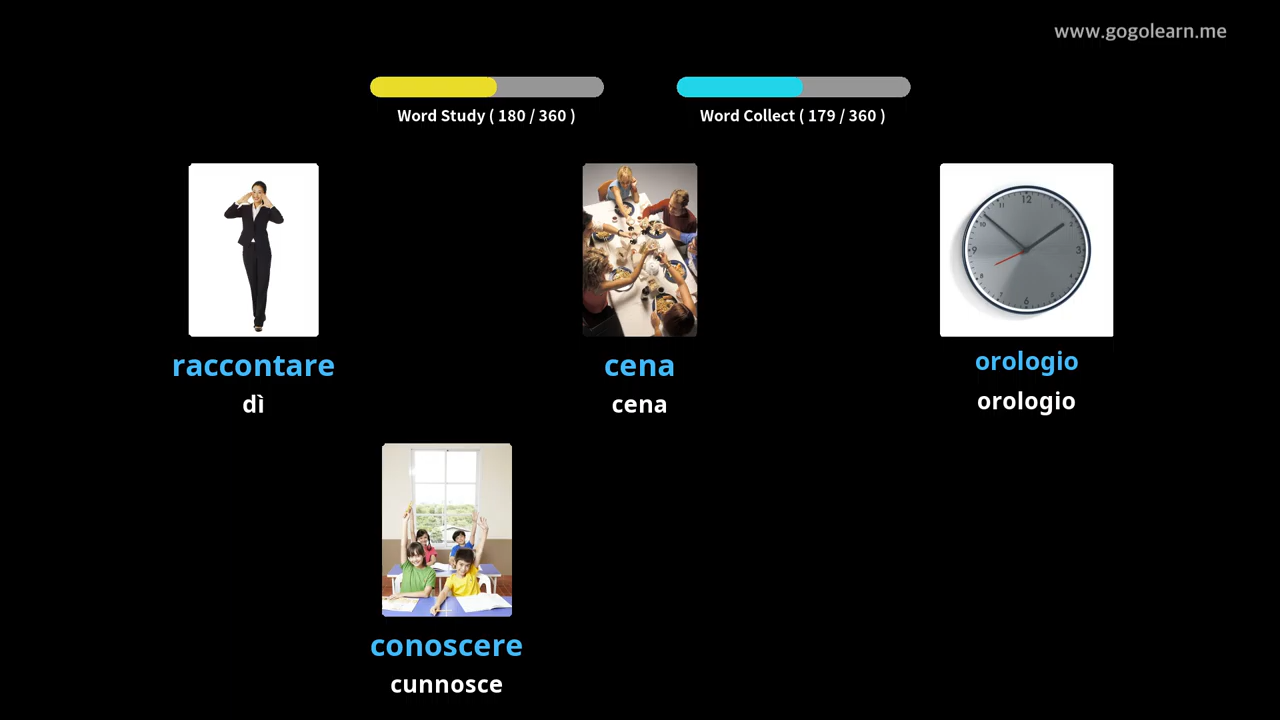 www.gogolearn.me
Word Study ( 180 / 360 )
Word Collect ( 179 / 360 )
raccontare
dì
cena
cena
orologio
orologio
conoscere
cunnosce